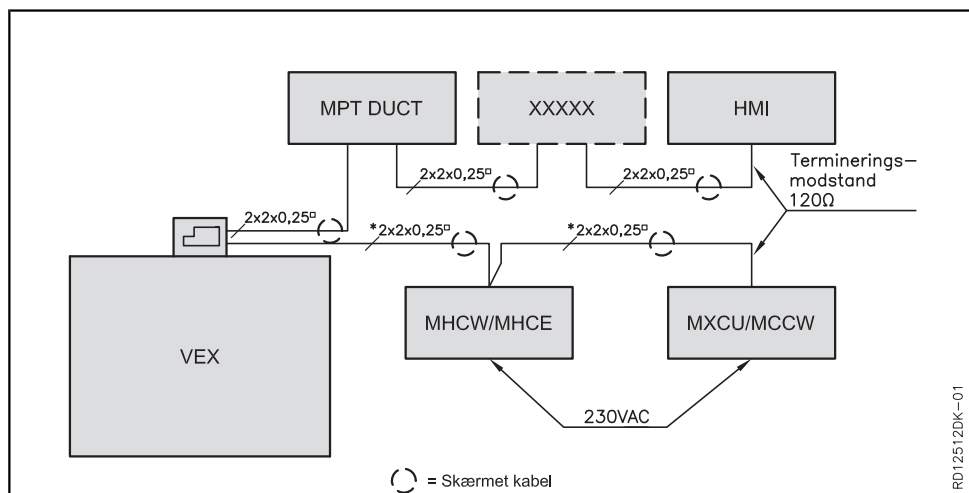 MPT DUCT
XXXXX
HMI
2x2x0,25▫
2x2x0,25▫
Terminerings-
modstand
120Ω
2x2x0,25▫
*2x2x0,25▫
*2x2x0,25▫
MHCW/MHCE
MXCU/MCCW
VEX
230VAC
= Skærmet kabel
RD12512DK-01